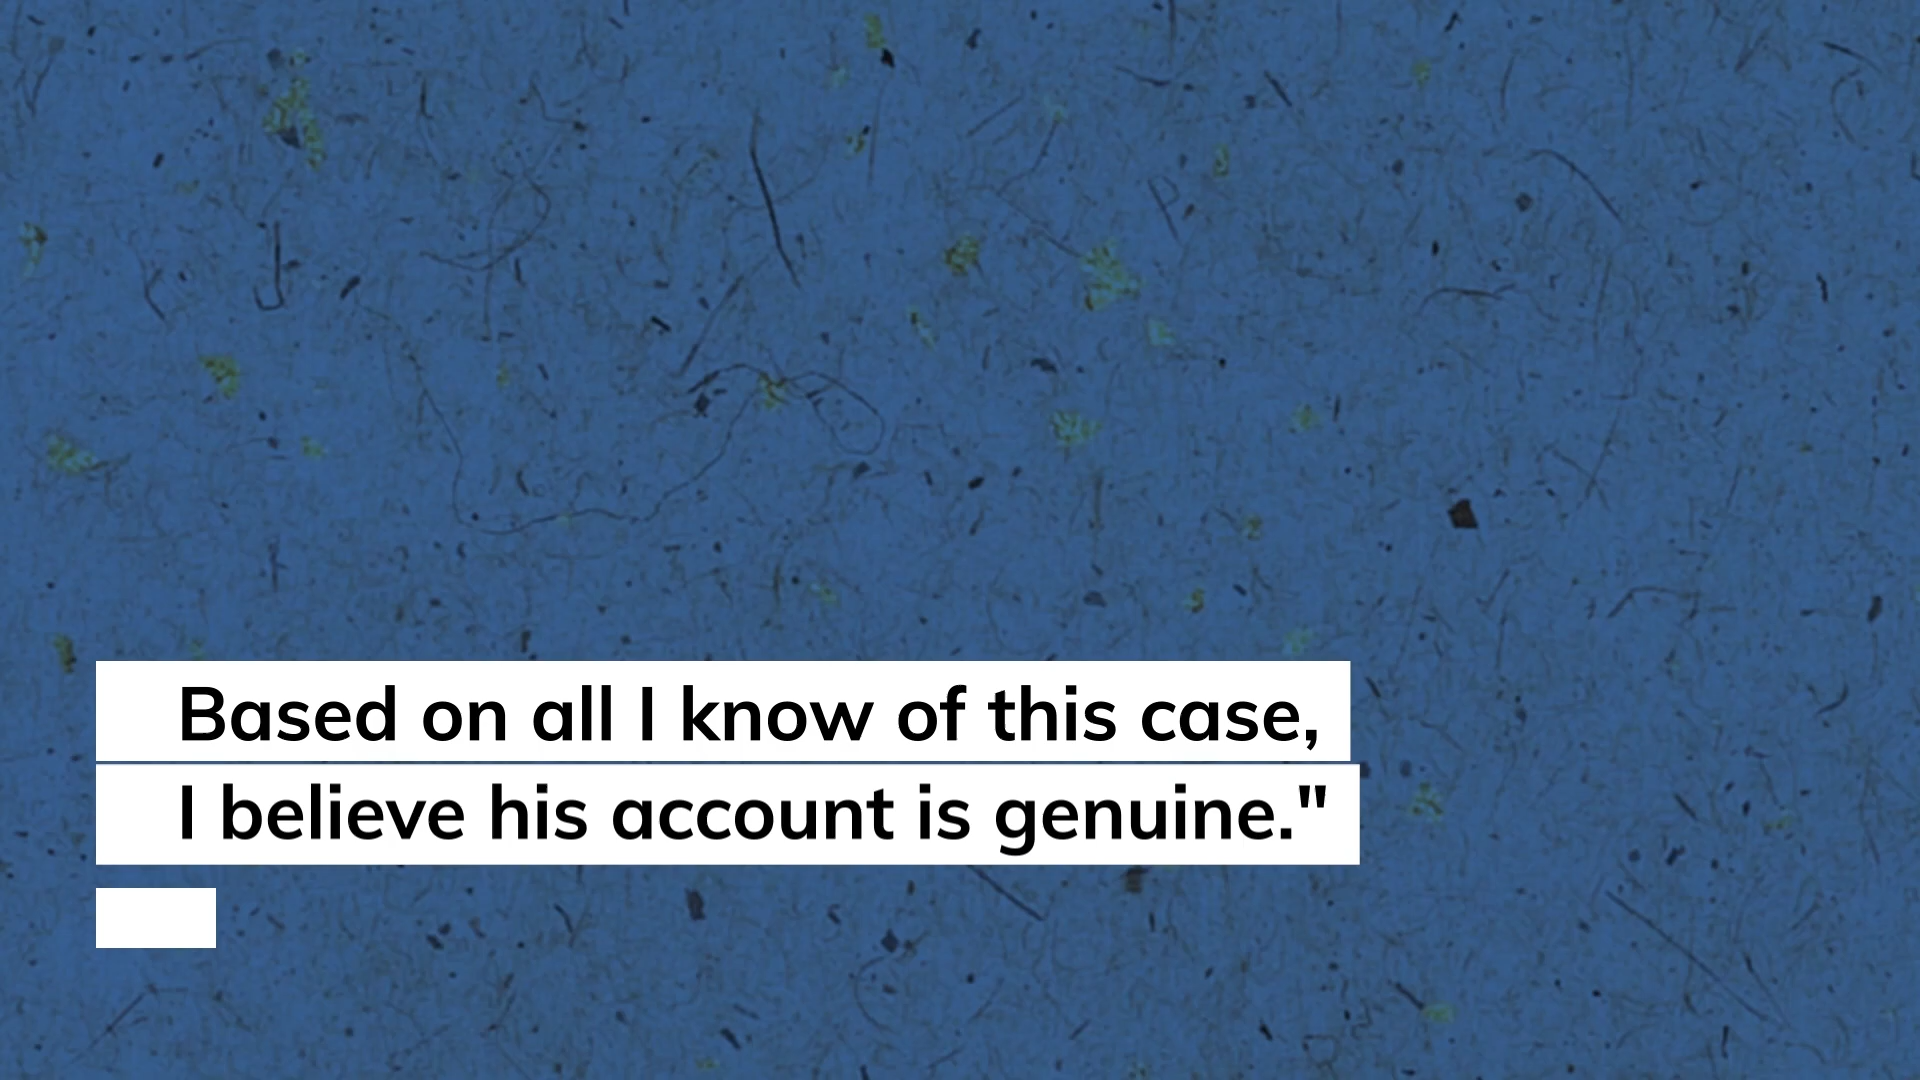 Based on all I know of this case,
I believe his account is genuine."